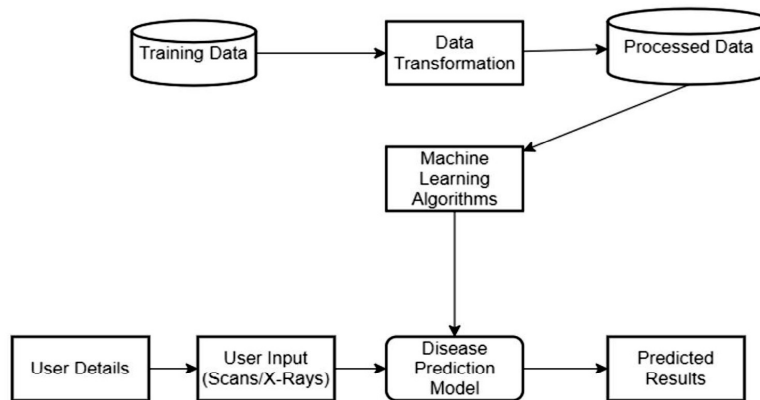 Training Data
Data
Transformation
Processed Data
Machine
Learning
Algorithms
User Details
User Input
(Scans/X-Rays)
Disease
Prediction
Model
Predicted
Results